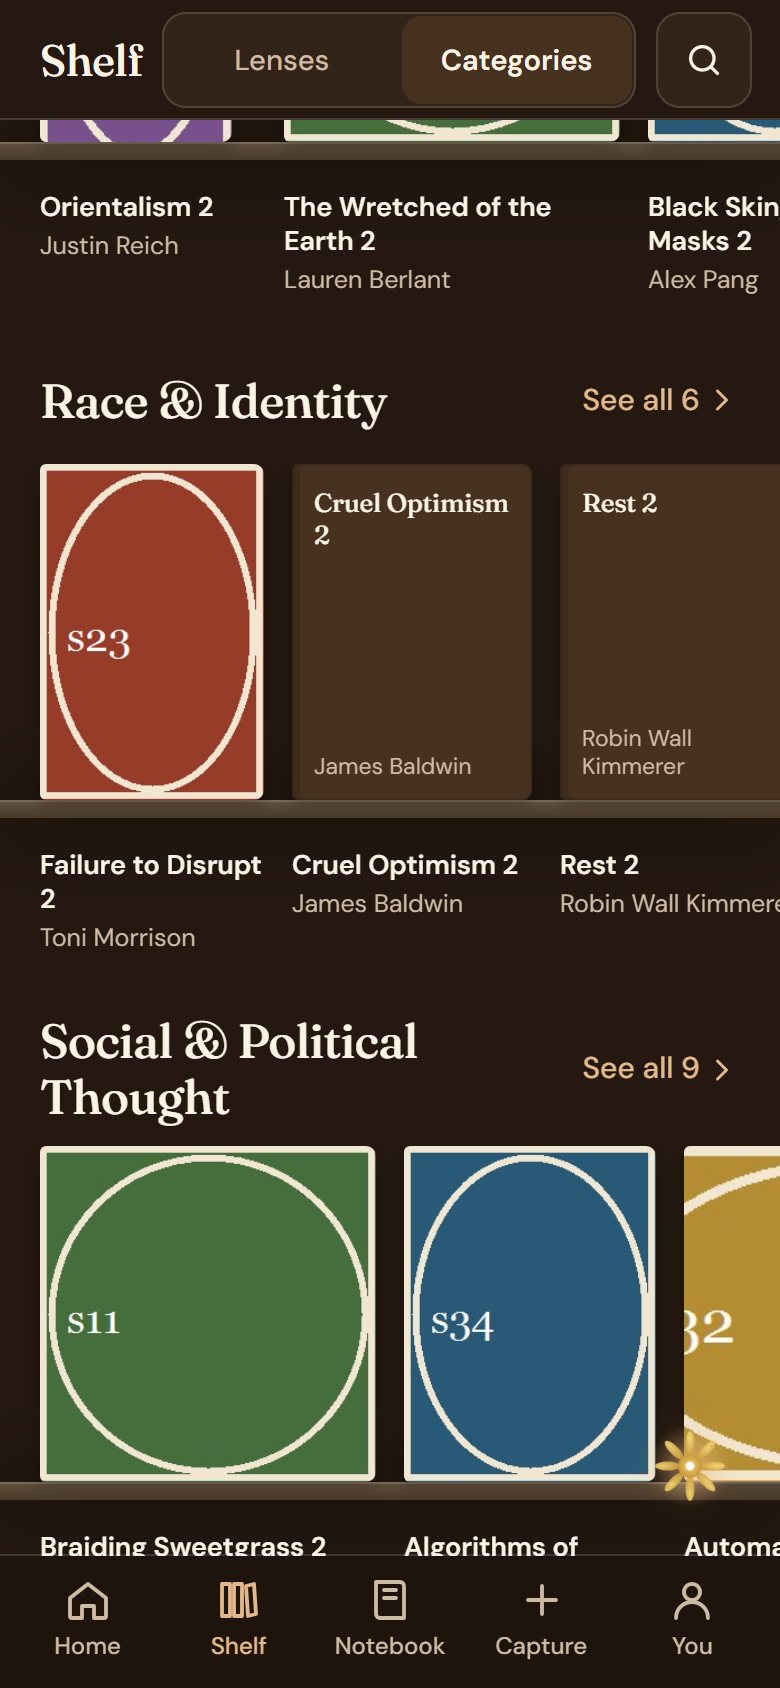 Shelf
Lenses
Categories
Orientalism 2
Justin Reich
The Wretched of the
Earth 2
Lauren Berlant
Black Skin
Masks 2
Alex Pang
Race & Identity
See all 6
s23
Cruel Optimism
2
James Baldwin
Rest 2
Robin Wall
Kimmerer
Failure to Disrupt
2
Toni Morrison
Cruel Optimism 2
James Baldwin
Rest 2
Robin Wall Kimmere
Social & Political
Thought
See all 9
s11
s34
32
Braiding Sweetgrass 2
Algorithms of
Automa
Home
Shelf
Notebook
Capture
You